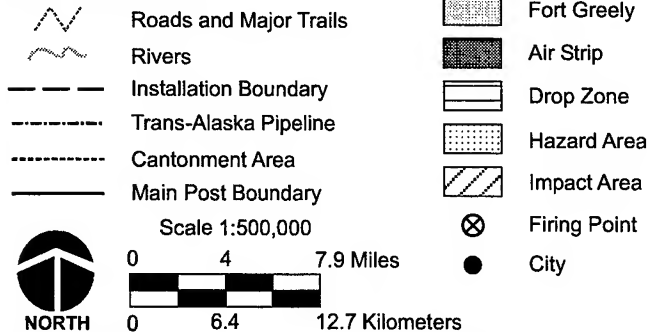 Roads and Major Trails
Rivers
Installation Boundary
Trans-Alaska Pipeline
Cantonment Area
Main Post Boundary
Scale 1:500,000
0 4 7.9 Miles
0 6.4 12.7 Kilometers
NORTH
Fort Greely
Air Strip
Drop Zone
Hazard Area
Impact Area
Firing Point
City